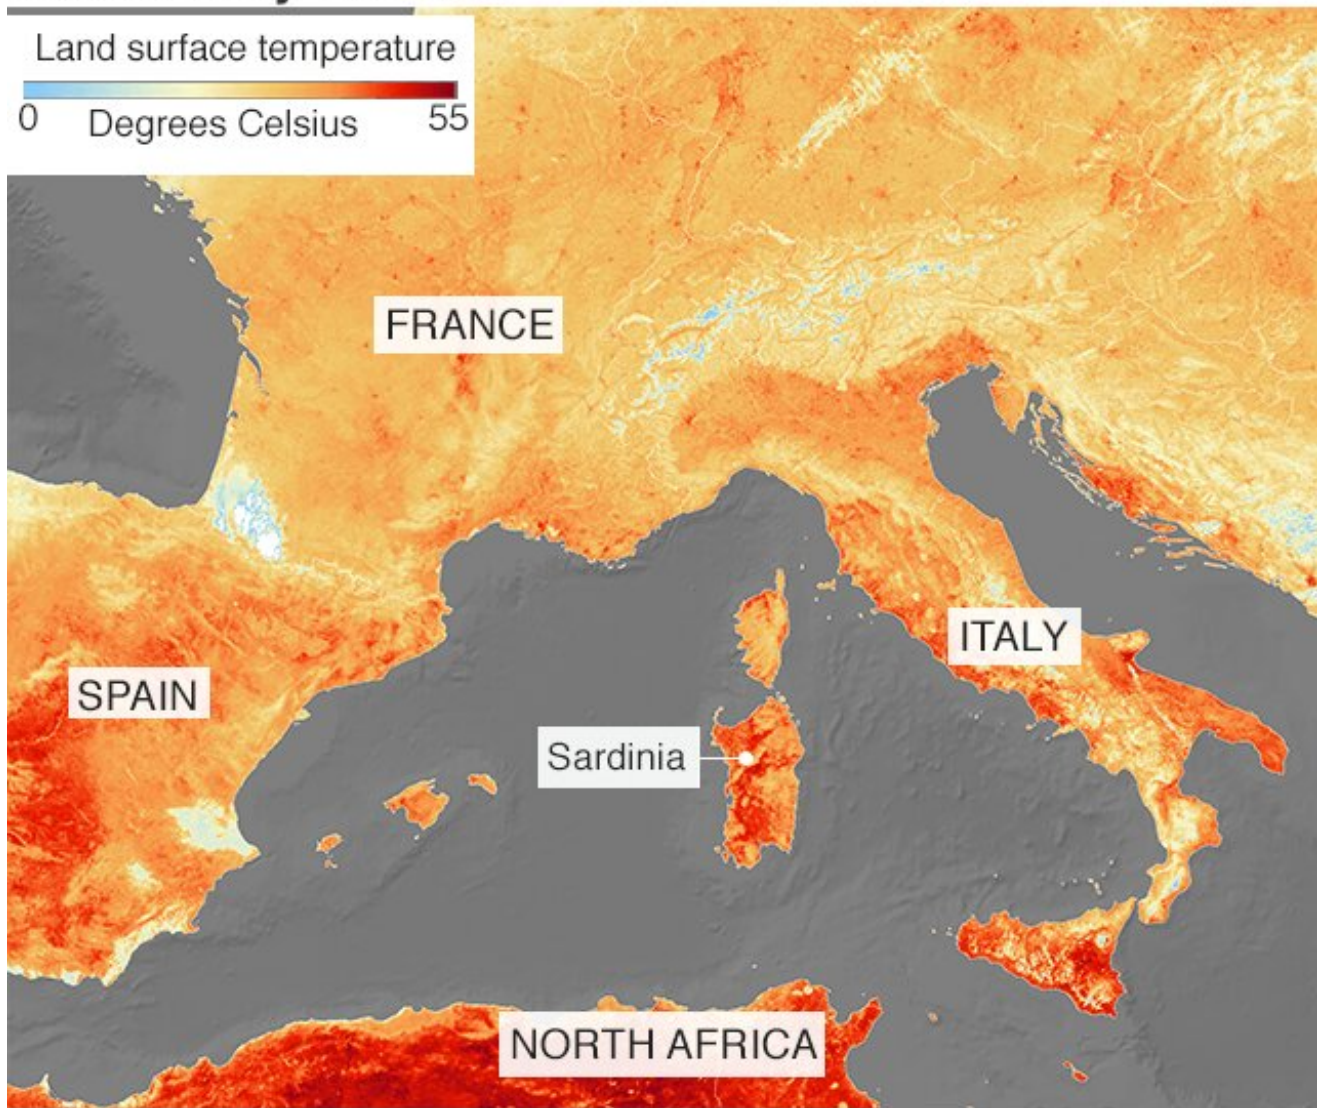 Land surface temperature
0 Degrees Celsius 55
FRANCE
ITALY
SPAIN
Sardinia
NORTH AFRICA